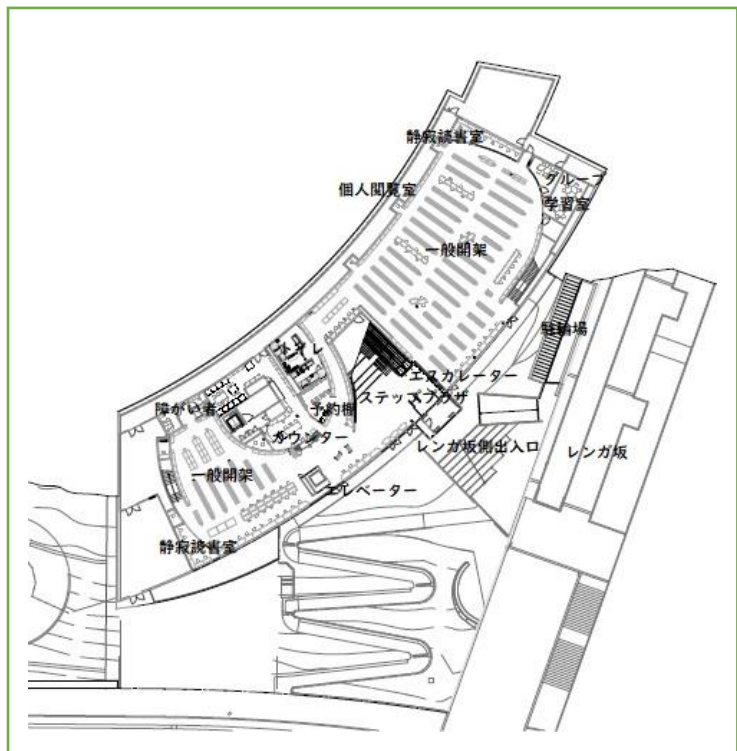 静寂読書室
グループ
学習室
個人閲覧室
一般開架
駐輪場
トイレ
エスカレーター
ステップスプラザ
障がい者
予約棚
カウンター
レンガ坂側出入口
レンガ坂
一般開架
エレベーター
静寂読書室